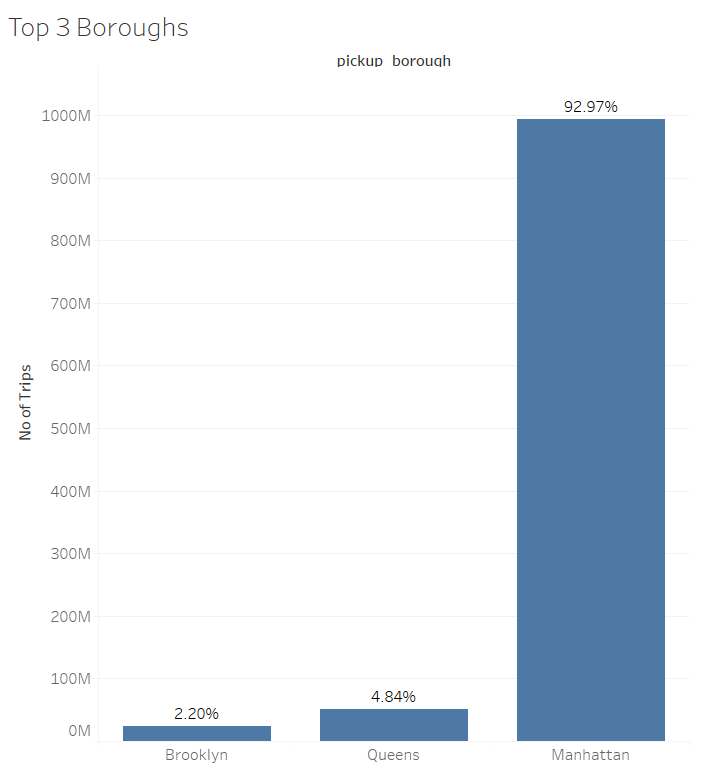 Top 3 Boroughs
pickup_borough
1000M
900M
800M
700M
600M
500M
400M
300M
200M
100M
0M
No of Trips
2.20%
4.84%
92.97%
Brooklyn
Queens
Manhattan